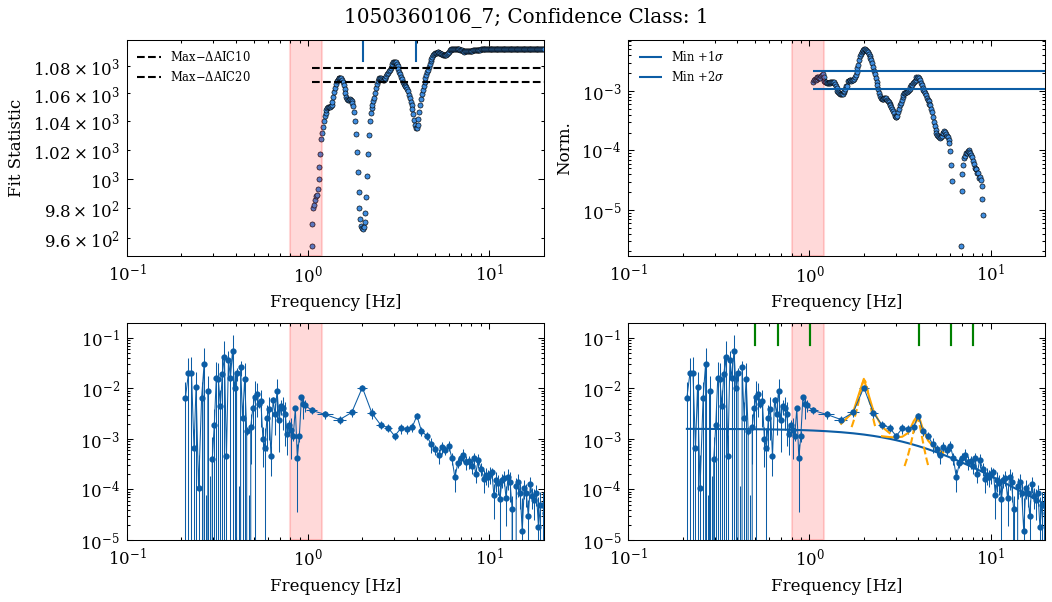 1050360106_7; Confidence Class: 1
Max−ΔAIC10
Max−ΔAIC20
1.08 × 10³
1.06 × 10³
1.04 × 10³
1.02 × 10³
10³
9.8 × 10²
9.6 × 10²
Fit Statistic
10⁻¹ 10⁰ 10¹
Frequency [Hz]
Min +1σ
Min +2σ
10⁻³
10⁻⁴
10⁻⁵
Norm.
10⁻¹ 10⁰ 10¹
Frequency [Hz]
10⁻¹
10⁻²
10⁻³
10⁻⁴
10⁻⁵
10⁻¹ 10⁰ 10¹
Frequency [Hz]
10⁻¹
10⁻²
10⁻³
10⁻⁴
10⁻⁵
10⁻¹ 10⁰ 10¹
Frequency [Hz]